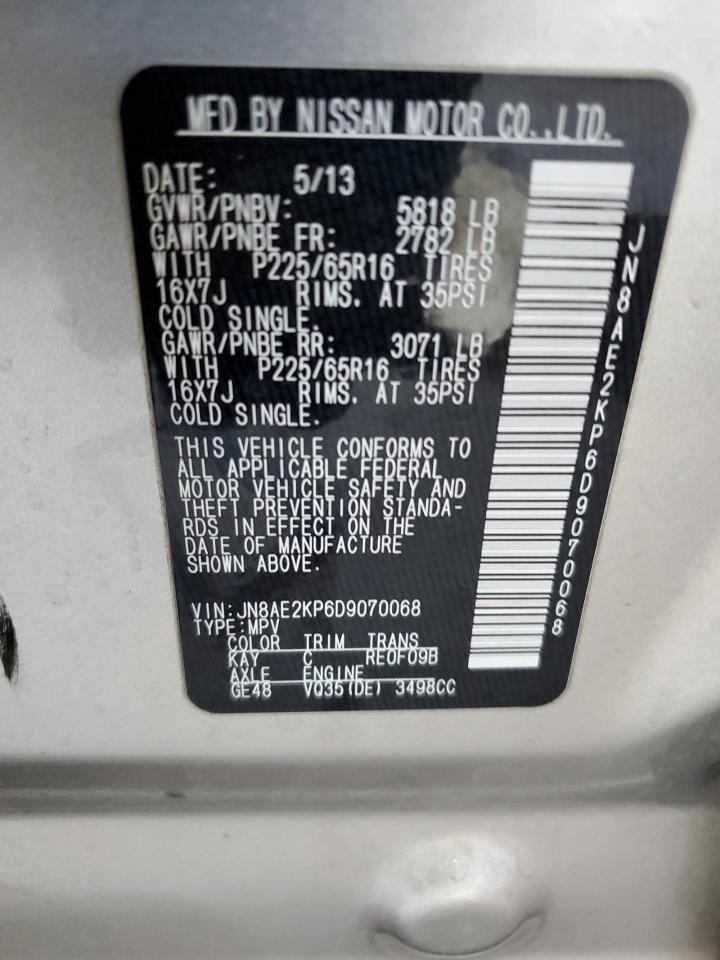 MFD BY NISSAN MOTOR CO.,LTD.
DATE: 5/13
GVWR/PNBV: 5818 LB
GAWR/PNBE FR: 2782 LB
WITH P225/65R16 TIRES
16X7J RIMS. AT 35PSI
COLD SINGLE.
GAWR/PNBE RR: 3071 LB
WITH P225/65R16 TIRES
16X7J RIMS. AT 35PSI
COLD SINGLE.
THIS VEHICLE CONFORMS TO
ALL APPLICABLE FEDERAL
MOTOR VEHICLE SAFETY AND
THEFT PREVENTION STANDA-
RDS IN EFFECT ON THE
DATE OF MANUFACTURE
SHOWN ABOVE.
VIN:JN8AE2KP6D9070068
TYPE:MPV
COLOR TRIM TRANS
KAY C RE0F09B
AXLE ENGINE
GE48 VQ35(DE) 3498CC
JN8AE2KP6D9070068